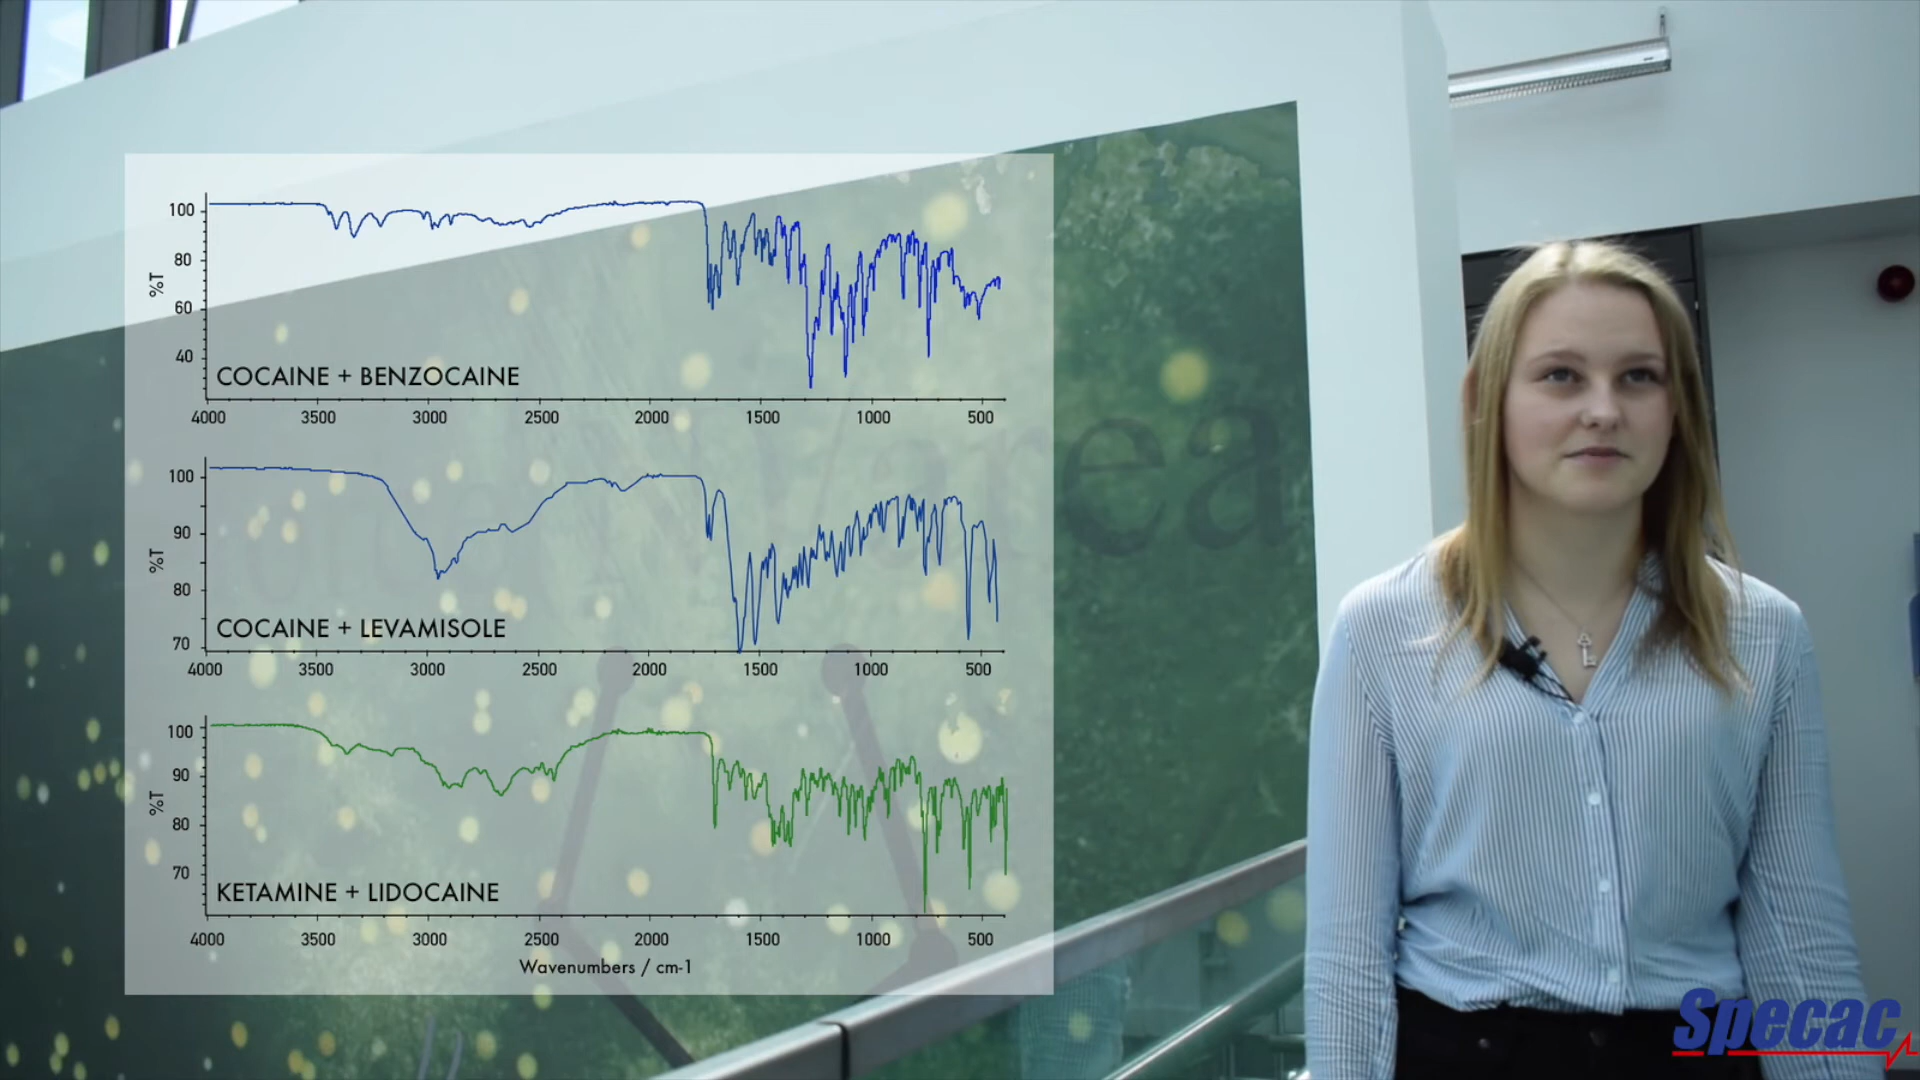 100
80
%T
60
40
COCAINE + BENZOCAINE
4000 3500 3000 2500 2000 1500 1000 500
100
90
%T
80
70
COCAINE + LEVAMISOLE
4000 3500 3000 2500 2000 1500 1000 500
100
90
%T
80
70
KETAMINE + LIDOCAINE
4000 3500 3000 2500 2000 1500 1000 500
Wavenumbers / cm-1
Specac